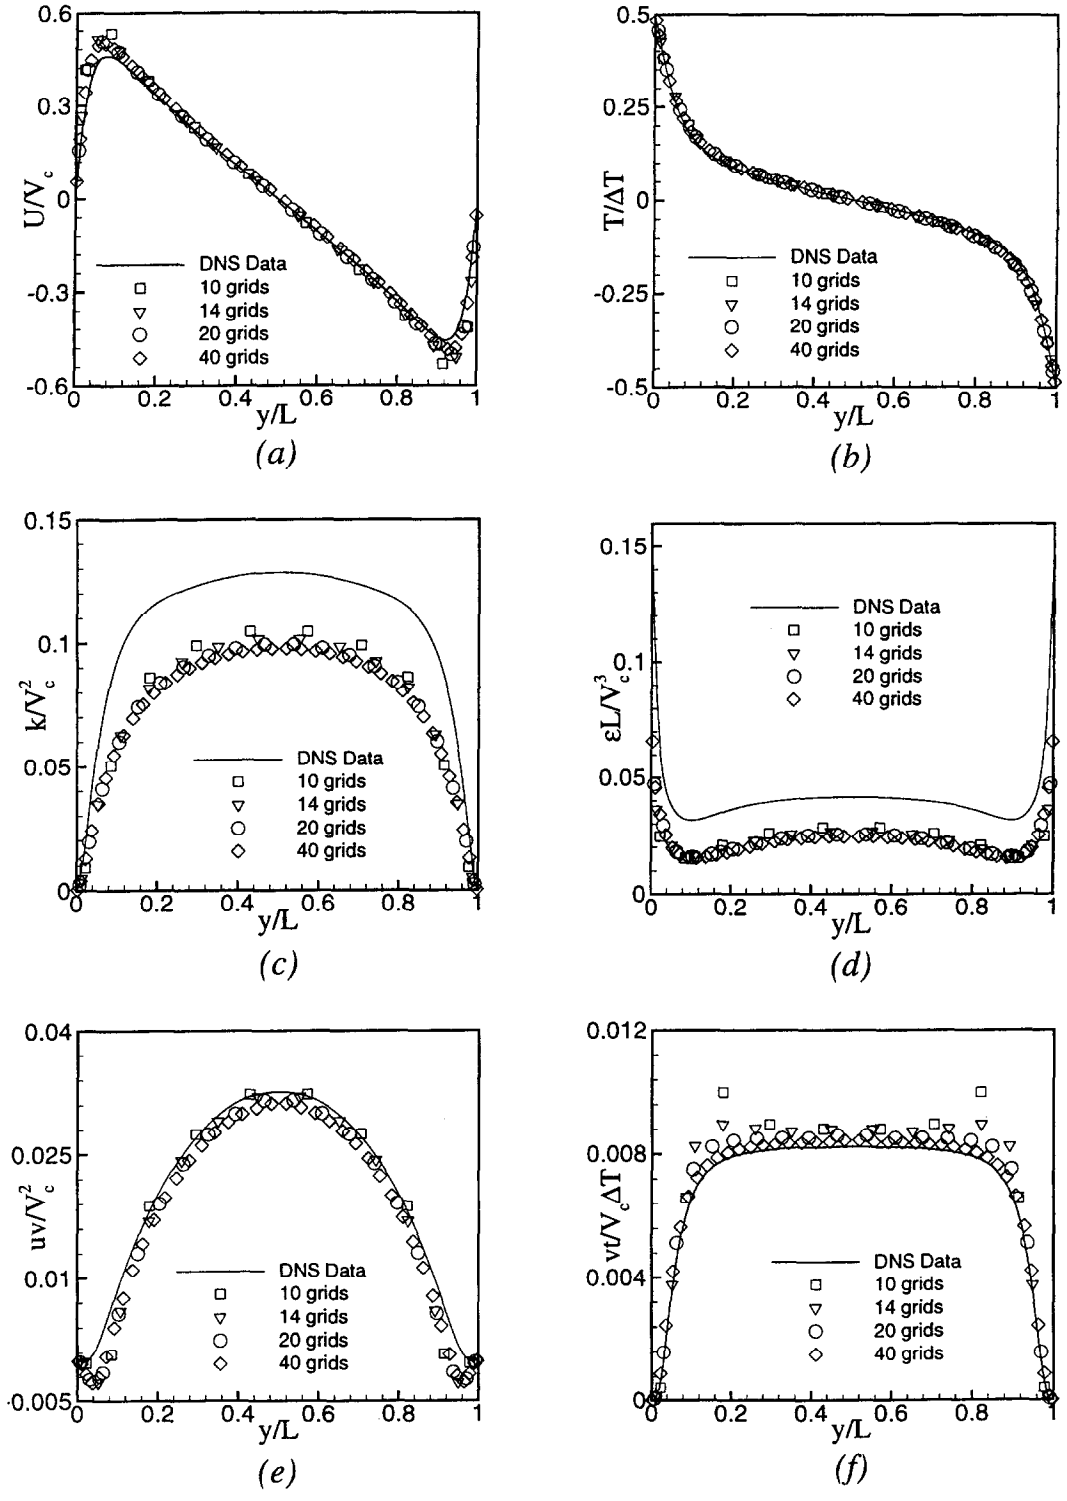 0.6
0.3
0
-0.3
-0.6
U/Vc
DNS Data
10 grids
14 grids
20 grids
40 grids
0 0.2 0.4 0.6 0.8 1
y/L
(a)
0.5
0.25
0
-0.25
-0.5
T/ΔT
DNS Data
10 grids
14 grids
20 grids
40 grids
0 0.2 0.4 0.6 0.8 1
y/L
(b)
0.15
0.1
0.05
0
k/Vc²
DNS Data
10 grids
14 grids
20 grids
40 grids
0 0.2 0.4 0.6 0.8 1
y/L
(c)
0.15
0.1
0.05
0
εL/Vc³
DNS Data
10 grids
14 grids
20 grids
40 grids
0 0.2 0.4 0.6 0.8 1
y/L
(d)
0.04
0.025
0.01
-0.005
uv/Vc²
DNS Data
10 grids
14 grids
20 grids
40 grids
0 0.2 0.4 0.6 0.8 1
y/L
(e)
0.012
0.008
0.004
0
vt/VcΔT
DNS Data
10 grids
14 grids
20 grids
40 grids
0 0.2 0.4 0.6 0.8 1
y/L
(f)